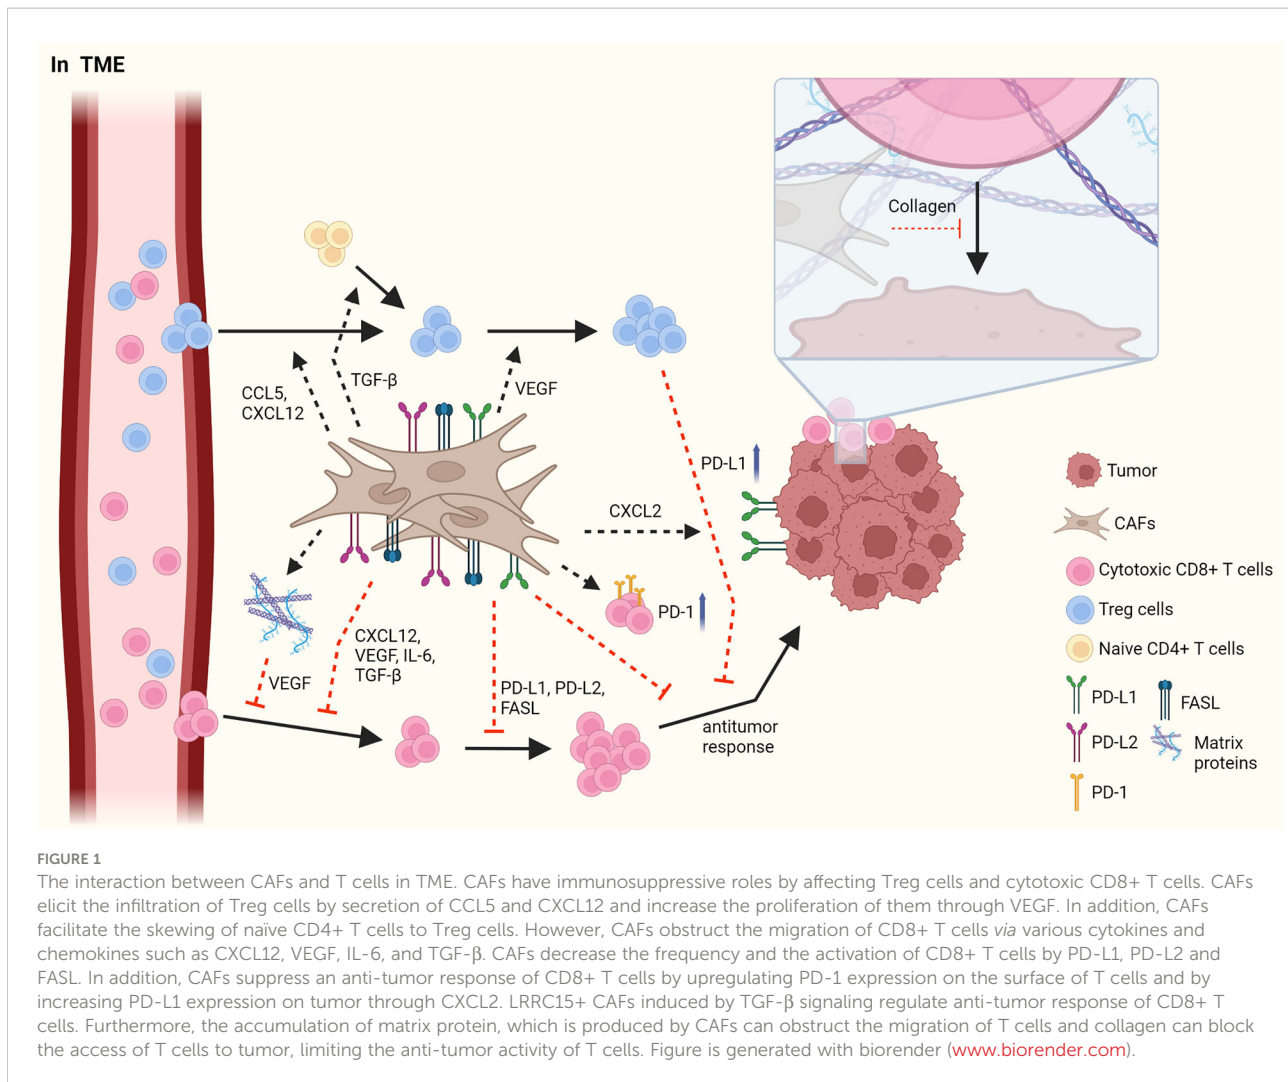 In TME
Collagen
CCL5,
CXCL12
TGF-β
VEGF
PD-L1
CXCL2
PD-1
VEGF
CXCL12,
VEGF, IL-6,
TGF-β
PD-L1, PD-L2,
FASL
antitumor
response
Tumor
CAFs
Cytotoxic CD8+ T cells
Treg cells
Naive CD4+ T cells
PD-L1
FASL
PD-L2
Matrix
proteins
PD-1
FIGURE 1
The interaction between CAFs and T cells in TME. CAFs have immunosuppressive roles by affecting Treg cells and cytotoxic CD8+ T cells. CAFs
elicit the infiltration of Treg cells by secretion of CCL5 and CXCL12 and increase the proliferation of them through VEGF. In addition, CAFs
facilitate the skewing of naïve CD4+ T cells to Treg cells. However, CAFs obstruct the migration of CD8+ T cells via various cytokines and
chemokines such as CXCL12, VEGF, IL-6, and TGF-β. CAFs decrease the frequency and the activation of CD8+ T cells by PD-L1, PD-L2 and
FASL. In addition, CAFs suppress an anti-tumor response of CD8+ T cells by upregulating PD-1 expression on the surface of T cells and by
increasing PD-L1 expression on tumor through CXCL2. LRRC15+ CAFs induced by TGF-β signaling regulate anti-tumor response of CD8+ T
cells. Furthermore, the accumulation of matrix protein, which is produced by CAFs can obstruct the migration of T cells and collagen can block
the access of T cells to tumor, limiting the anti-tumor activity of T cells. Figure is generated with biorender (www.biorender.com).